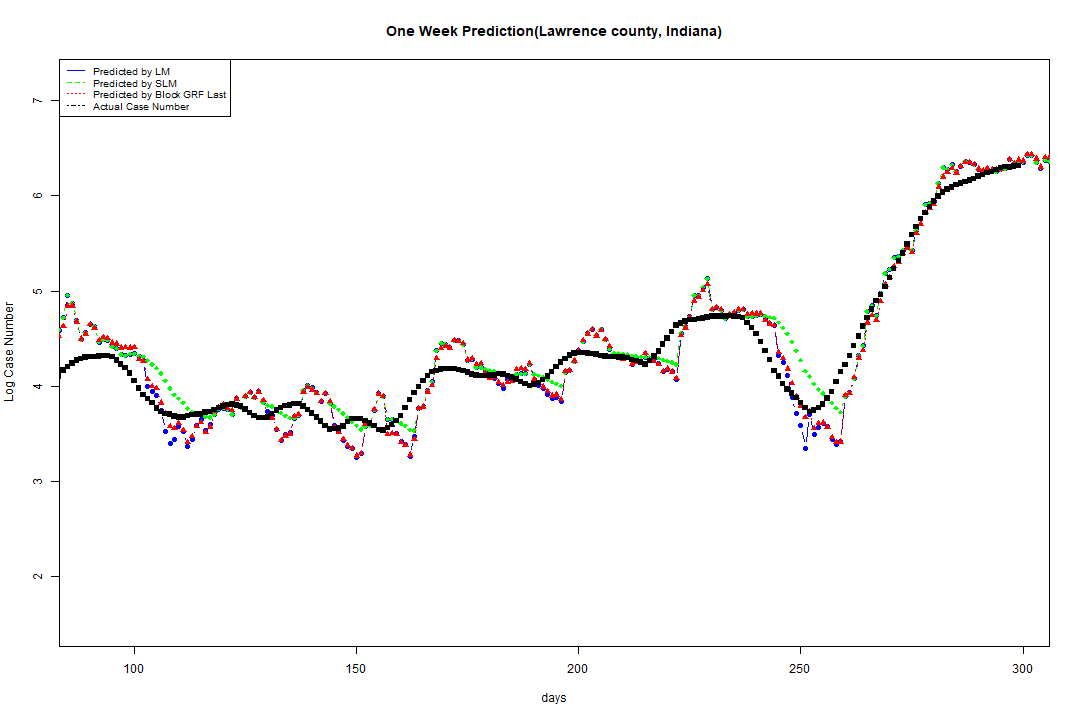 One Week Prediction(Lawrence county, Indiana)
Predicted by LM
Predicted by SLM
Predicted by Block GRF Last
Actual Case Number
Log Case Number
7
6
5
4
3
2
100 150 200 250 300
days